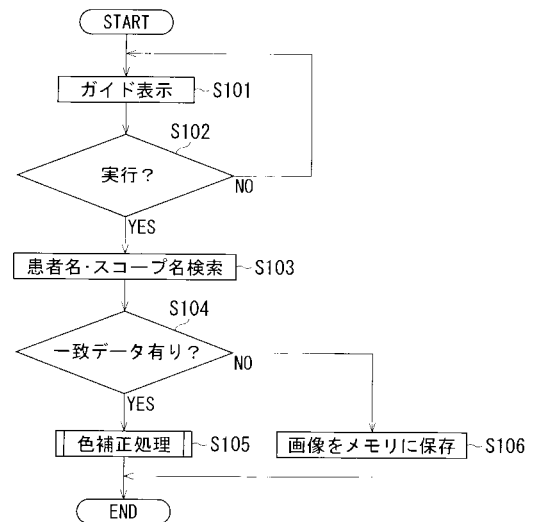 START
ガイド表示
S101
S102
実行？
NO
YES
患者名・スコープ名検索
S103
S104
一致データ有り？
NO
YES
色補正処理
S105
画像をメモリに保存
S106
END